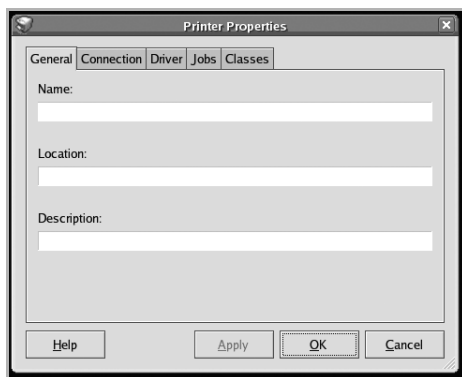 Printer Properties
General Connection Driver Jobs Classes
Name:
Location:
Description:
Help Apply OK Cancel